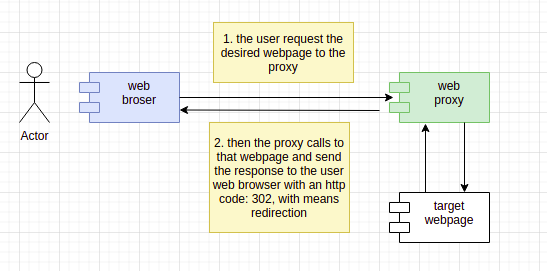 1. the user request the
desired webpage to the
proxy
web
broser
web
proxy
Actor
2. then the proxy calls to
that webpage and send
the response to the user
web browser with an http
code: 302, with means
redirection
target
webpage